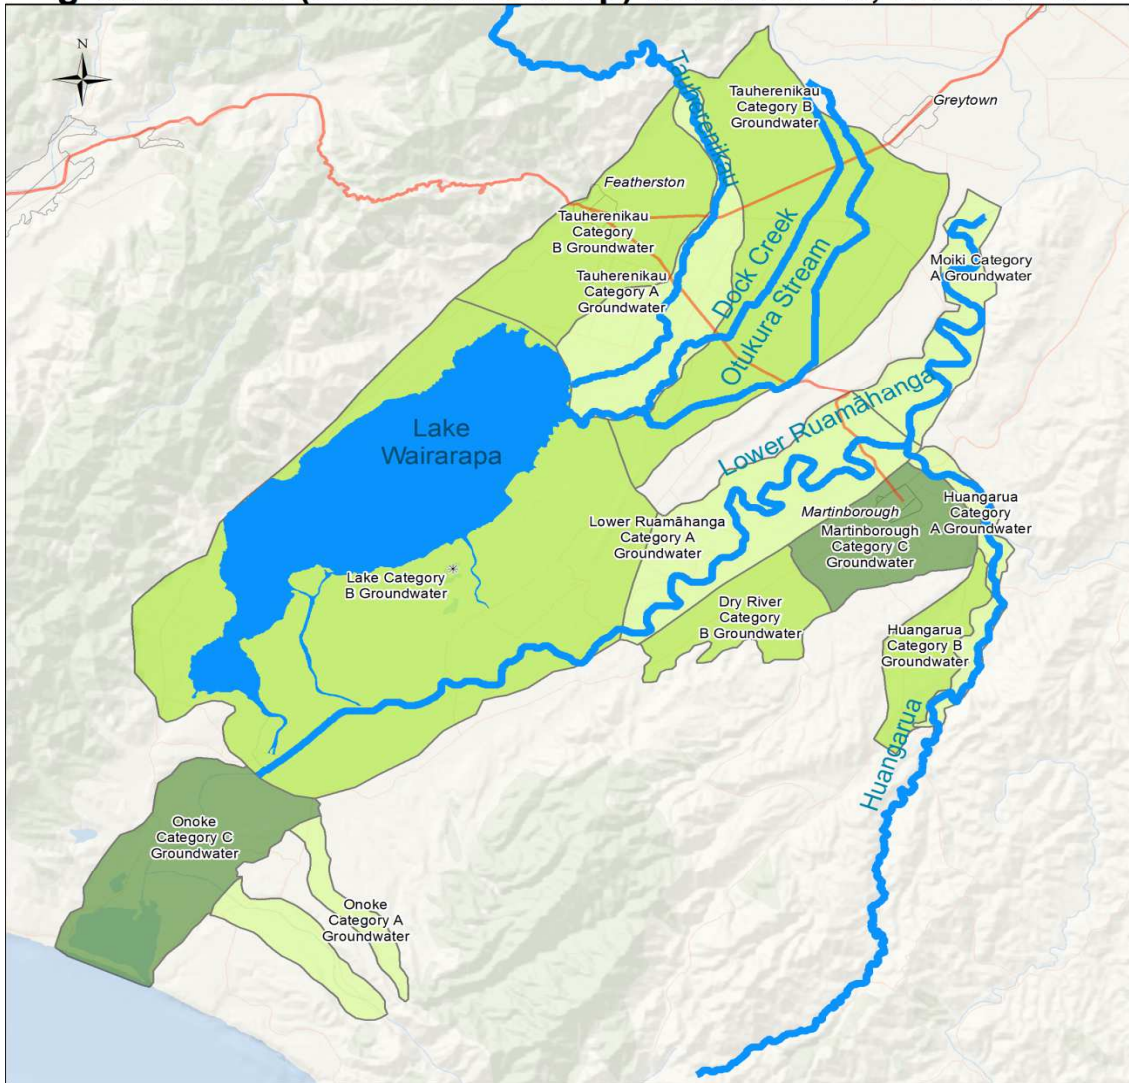 N
Tauherenikau
Tauherenikau
Category B
Groundwater
Greytown
Featherston
Tauherenikau
Category
B Groundwater
Tauherenikau
Category A
Groundwater
Dock Creek
Otukura Stream
Moiki Category
A Groundwater
Lake
Wairarapa
Lower Ruamāhanga
Lower Ruamāhanga
Category A
Groundwater
Martinborough
Martinborough
Category C
Groundwater
Huangarua
Category
A Groundwater
Lake Category
B Groundwater
Dry River
Category
B Groundwater
Huangarua
Category B
Groundwater
Huangarua
Onoke
Category C
Groundwater
Onoke
Category A
Groundwater